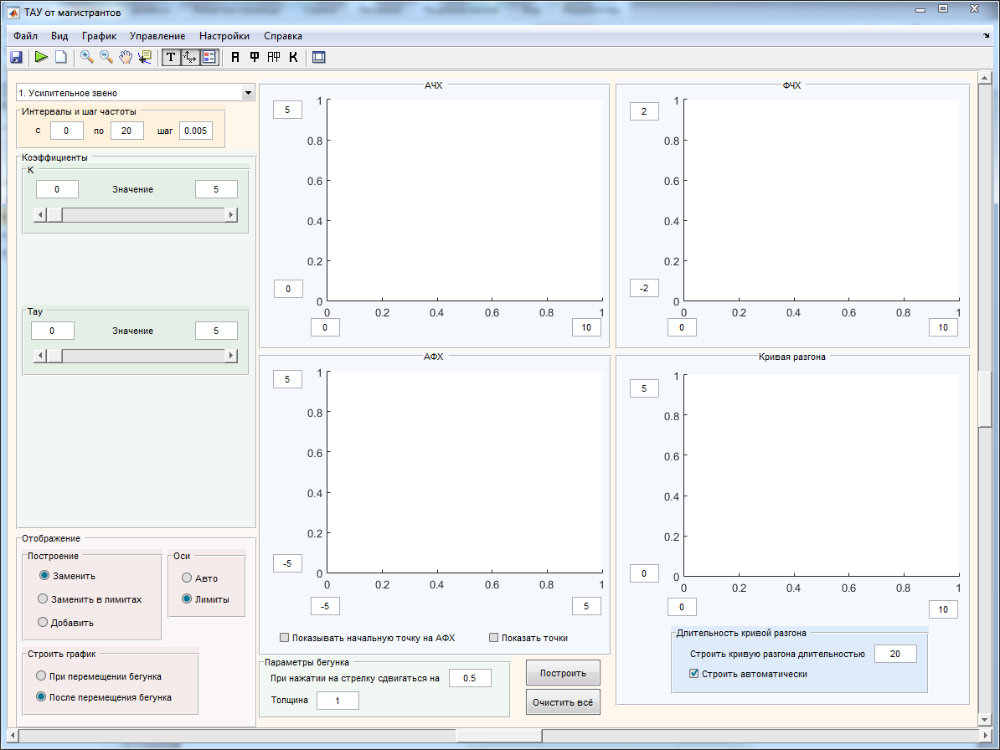 ТАУ от магистрантов
Файл Вид График Управление Настройки Справка
T А Ф АФ К
1. Усилительное звено
Интервалы и шаг частоты
с 0 по 20 шаг 0.005
Коэффициенты
K
0 Значение 5
Тау
0 Значение 5
Отображение
Построение
Заменить
Заменить в лимитах
Добавить
Оси
Авто
Лимиты
Строить график
При перемещении бегунка
После перемещения бегунка
АЧХ
5
0
1
0.8
0.6
0.4
0.2
0
0 0.2 0.4 0.6 0.8 1
0 10
ФЧХ
2
-2
1
0.8
0.6
0.4
0.2
0
0 0.2 0.4 0.6 0.8 1
0 10
АФХ
5
-5
1
0.8
0.6
0.4
0.2
0
0 0.2 0.4 0.6 0.8 1
-5 5
Показывать начальную точку на АФХ Показать точки
Кривая разгона
5
0
1
0.8
0.6
0.4
0.2
0
0 0.2 0.4 0.6 0.8 1
0 10
Длительность кривой разгона
Строить кривую разгона длительностью 20
Строить автоматически
Параметры бегунка
При нажатии на стрелку сдвигаться на 0.5
Толщина 1
Построить
Очистить всё